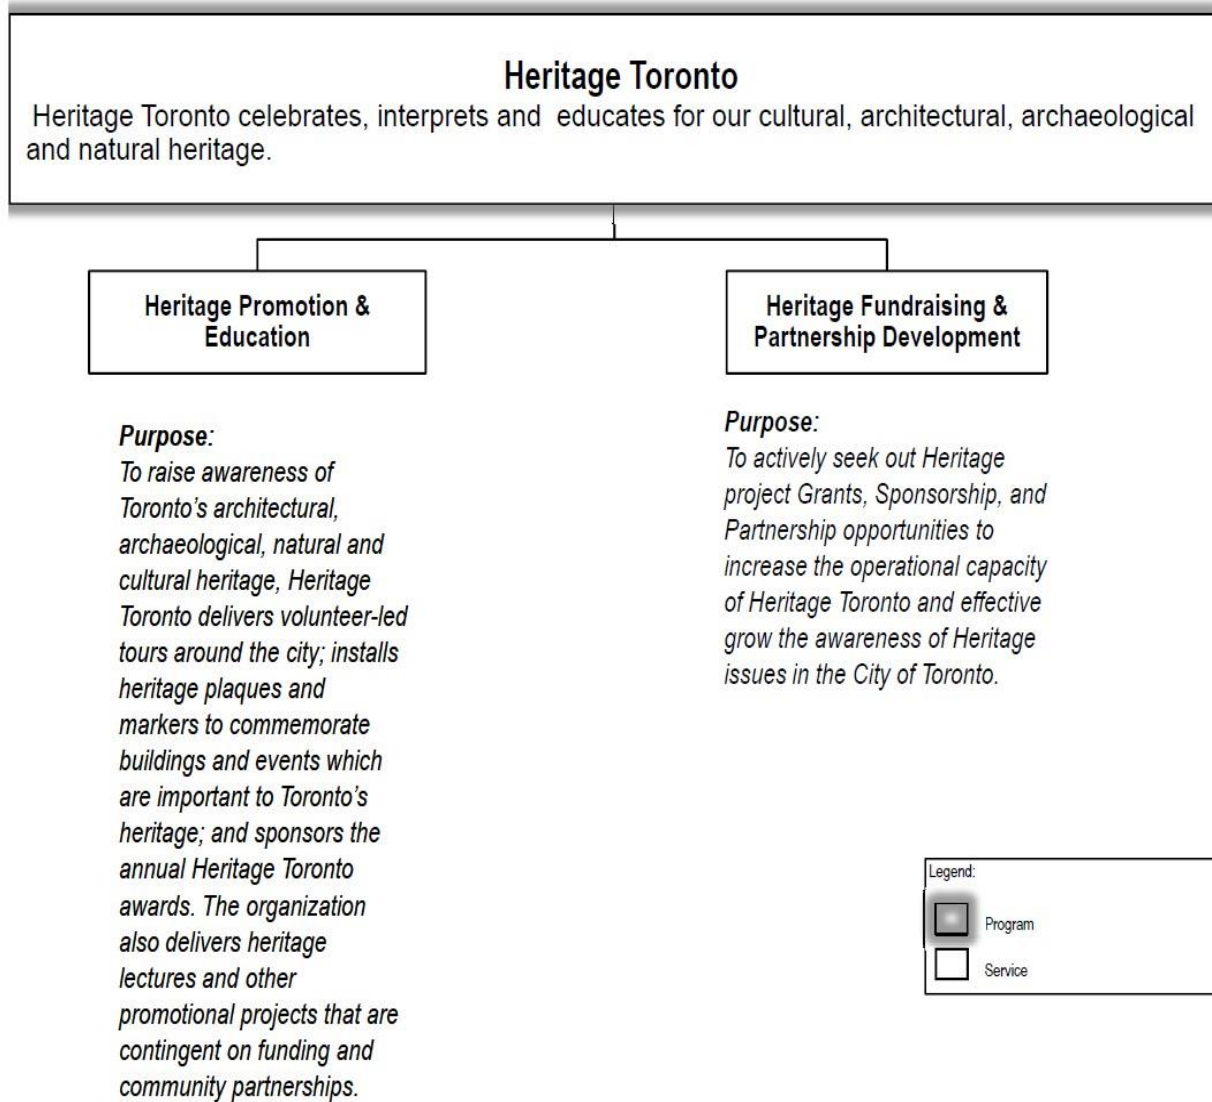 Heritage Toronto
Heritage Toronto celebrates, interprets and educates for our cultural, architectural, archaeological
and natural heritage.
Heritage Promotion &
Education
Purpose:
To raise awareness of
Toronto’s architectural,
archaeological, natural and
cultural heritage, Heritage
Toronto delivers volunteer-led
tours around the city; installs
heritage plaques and
markers to commemorate
buildings and events which
are important to Toronto’s
heritage; and sponsors the
annual Heritage Toronto
awards. The organization
also delivers heritage
lectures and other
promotional projects that are
contingent on funding and
community partnerships.
Heritage Fundraising &
Partnership Development
Purpose:
To actively seek out Heritage
project Grants, Sponsorship, and
Partnership opportunities to
increase the operational capacity
of Heritage Toronto and effective
grow the awareness of Heritage
issues in the City of Toronto.
Legend:
Program
Service